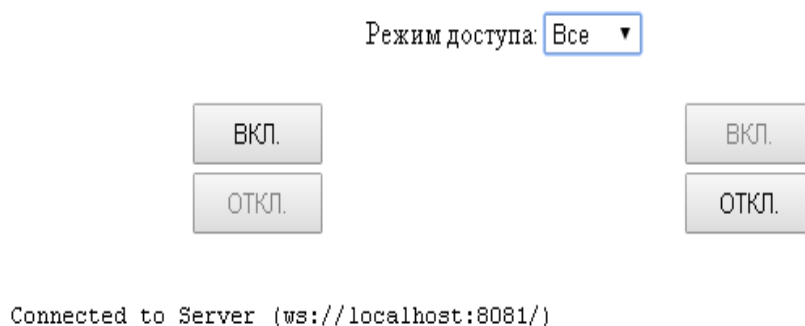 Режим доступа: Все
ВКЛ. ВКЛ.
ОТКЛ. ОТКЛ.
Connected to Server (ws://localhost:8081/)